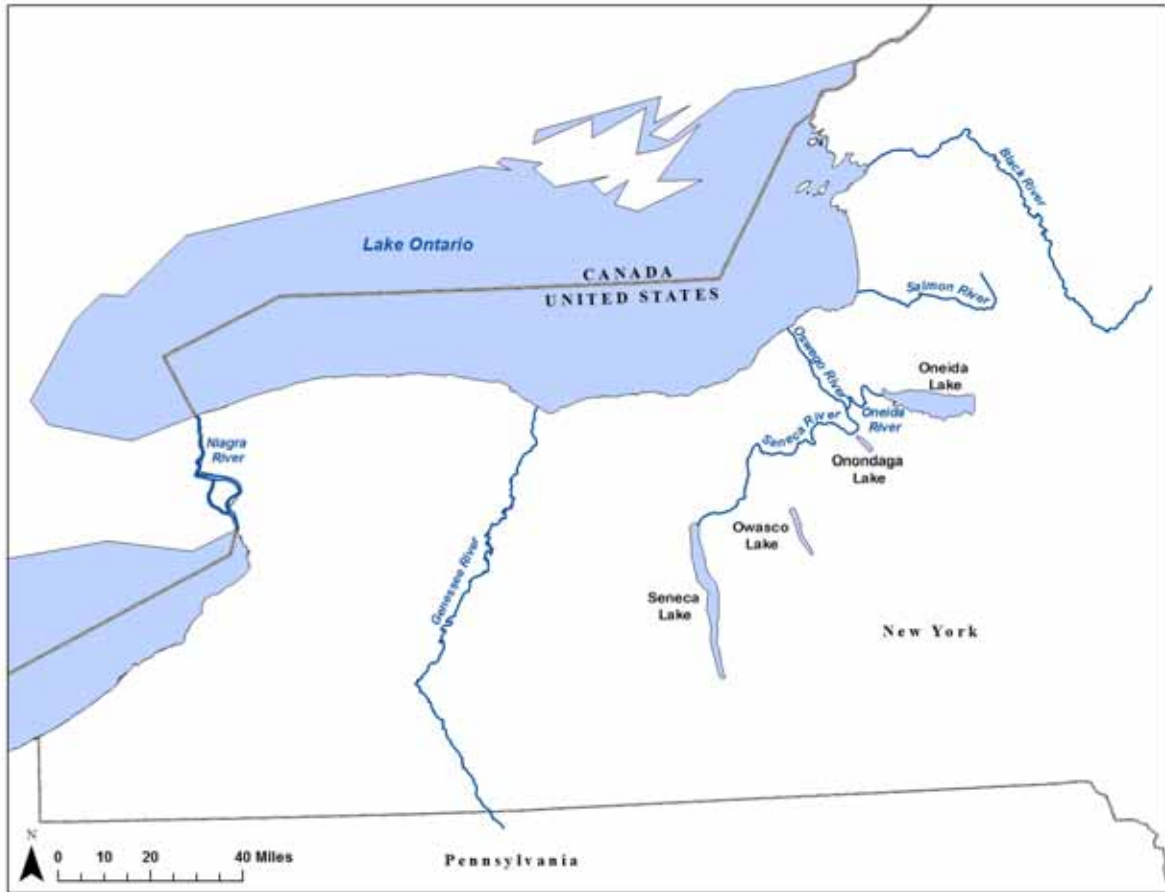 Black River
Lake Ontario
CANADA
UNITED STATES
Salmon River
Oswego River
Oneida
Lake
Oneida
River
Seneca River
Niagra
River
Onondaga
Lake
Owasco
Lake
Genessee River
Seneca
Lake
New York
N
0 10 20 40 Miles
Pennsylvania